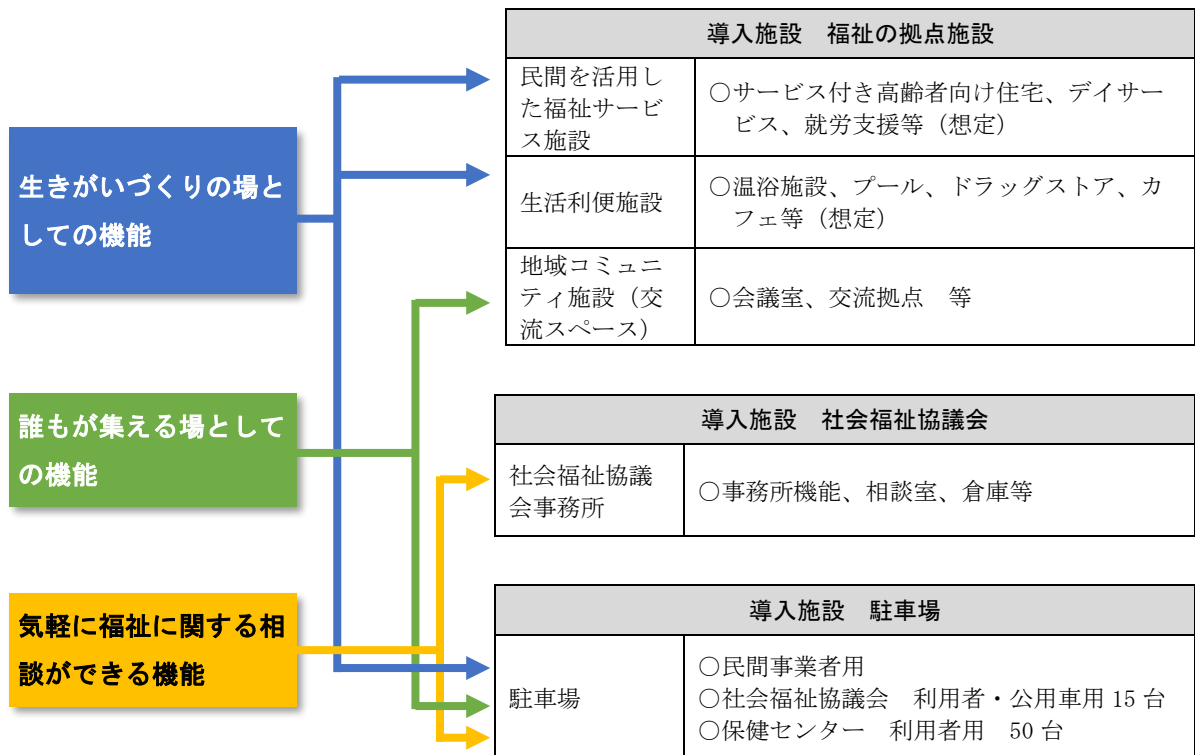 生きがいづくりの場と
しての機能
誰もが集える場として
の機能
気軽に福祉に関する相
談ができる機能
導入施設　福祉の拠点施設
民間を活用し
た福祉サービ
ス施設
○サービス付き高齢者向け住宅、デイサー
ビス、就労支援等（想定）
生活利便施設
○温浴施設、プール、ドラッグストア、カ
フェ等（想定）
地域コミュニ
ティ施設（交
流スペース）
○会議室、交流拠点　等
導入施設　社会福祉協議会
社会福祉協議
会事務所
○事務所機能、相談室、倉庫等
導入施設　駐車場
駐車場
○民間事業者用
○社会福祉協議会　利用者・公用車用 15 台
○保健センター　利用者用　50 台